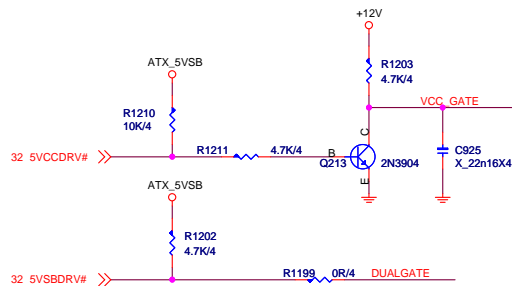 +12V
ATX_5VSB
R1203
4.7K/4
R1210
10K/4
VCC_GATE
C
R1211
4.7K/4
B
32 5VCCDRV#
Q213
2N3904
E
C925
X_22n16X4
ATX_5VSB
R1202
4.7K/4
R1199
0R/4
DUALGATE
32 5VSBDRV#